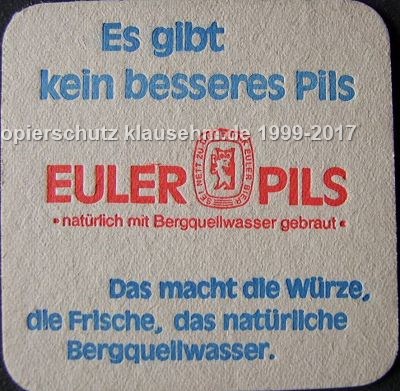 Es gibt
kein besseres Pils
opierschutz klausehm.de 1999-2017
EULER PILS
• natürlich mit Bergquellwasser gebraut •
Das macht die Würze,
die Frische, das natürliche
Bergquellwasser.